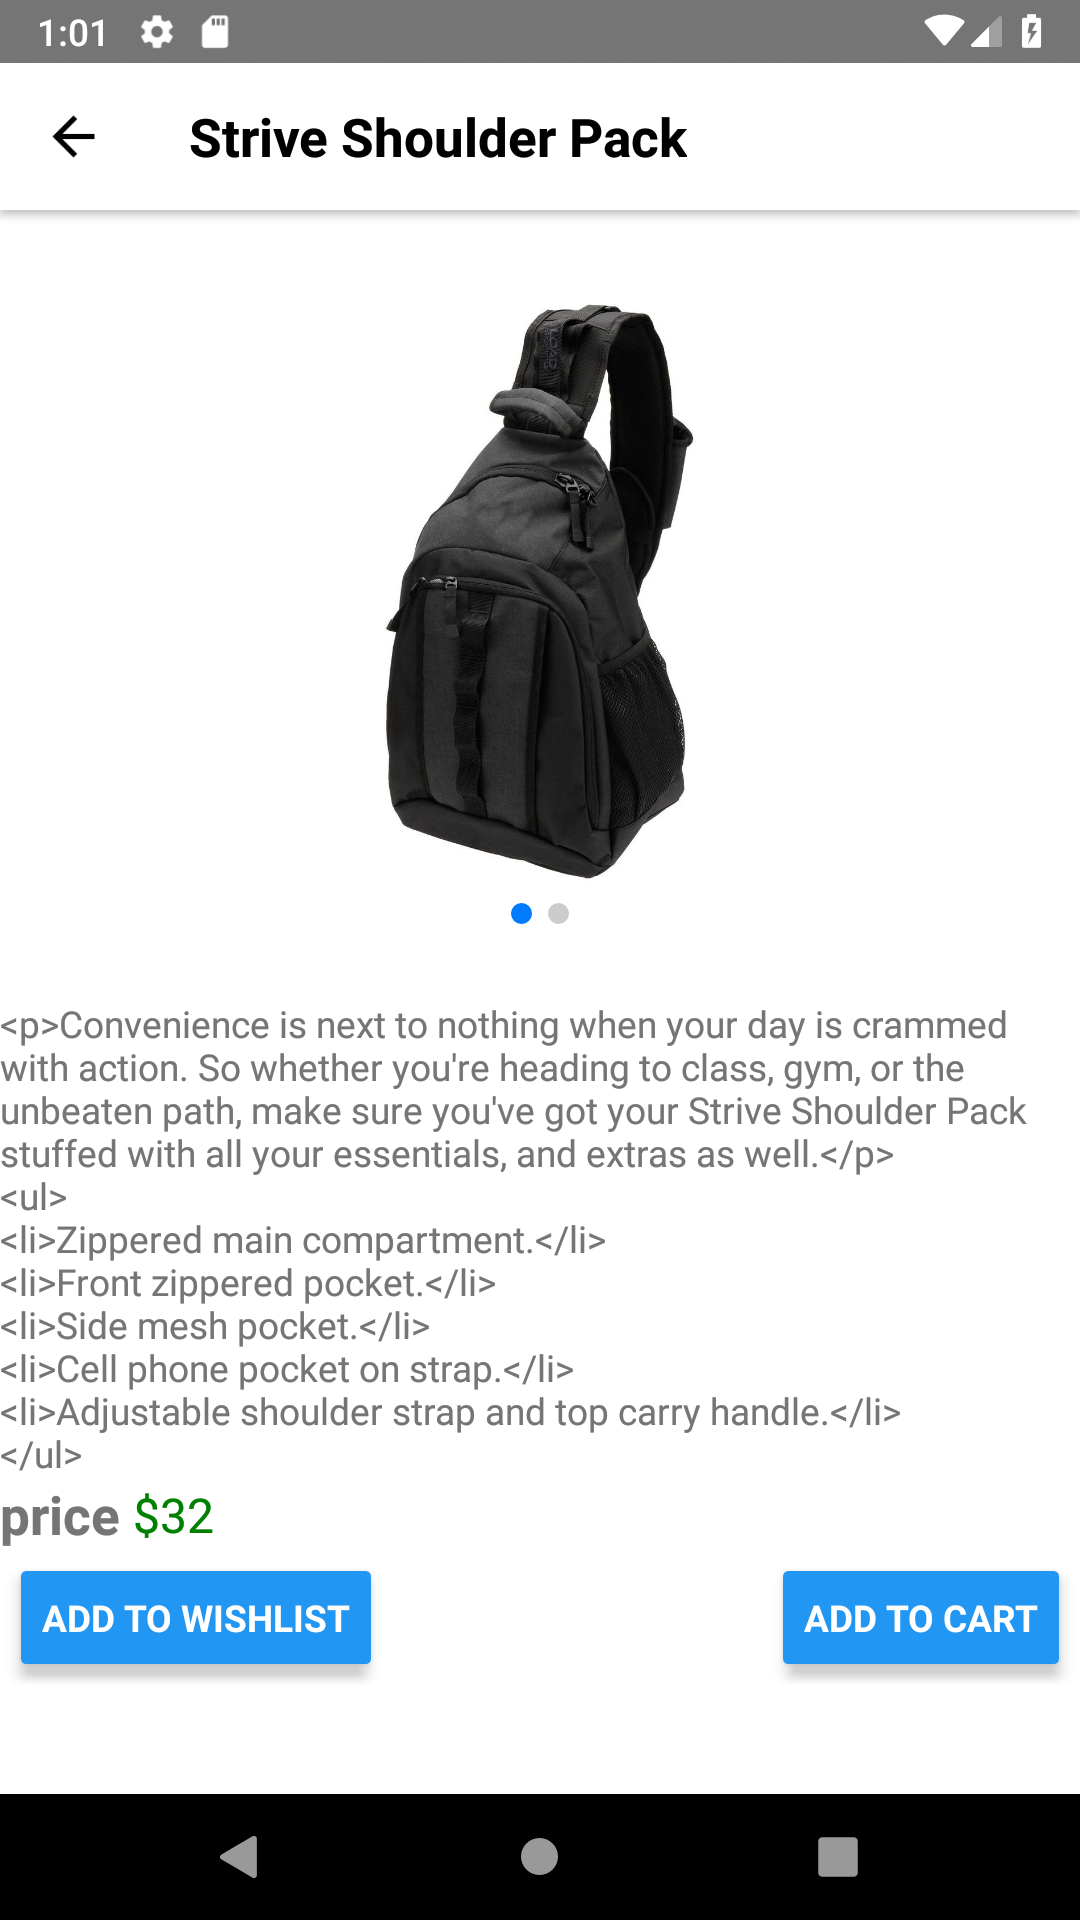 1:01
Strive Shoulder Pack
<p>Convenience is next to nothing when your day is crammed
with action. So whether you're heading to class, gym, or the
unbeaten path, make sure you've got your Strive Shoulder Pack
stuffed with all your essentials, and extras as well.</p>
<ul>
<li>Zippered main compartment.</li>
<li>Front zippered pocket.</li>
<li>Side mesh pocket.</li>
<li>Cell phone pocket on strap.</li>
<li>Adjustable shoulder strap and top carry handle.</li>
</ul>
price $32
ADD TO WISHLIST ADD TO CART